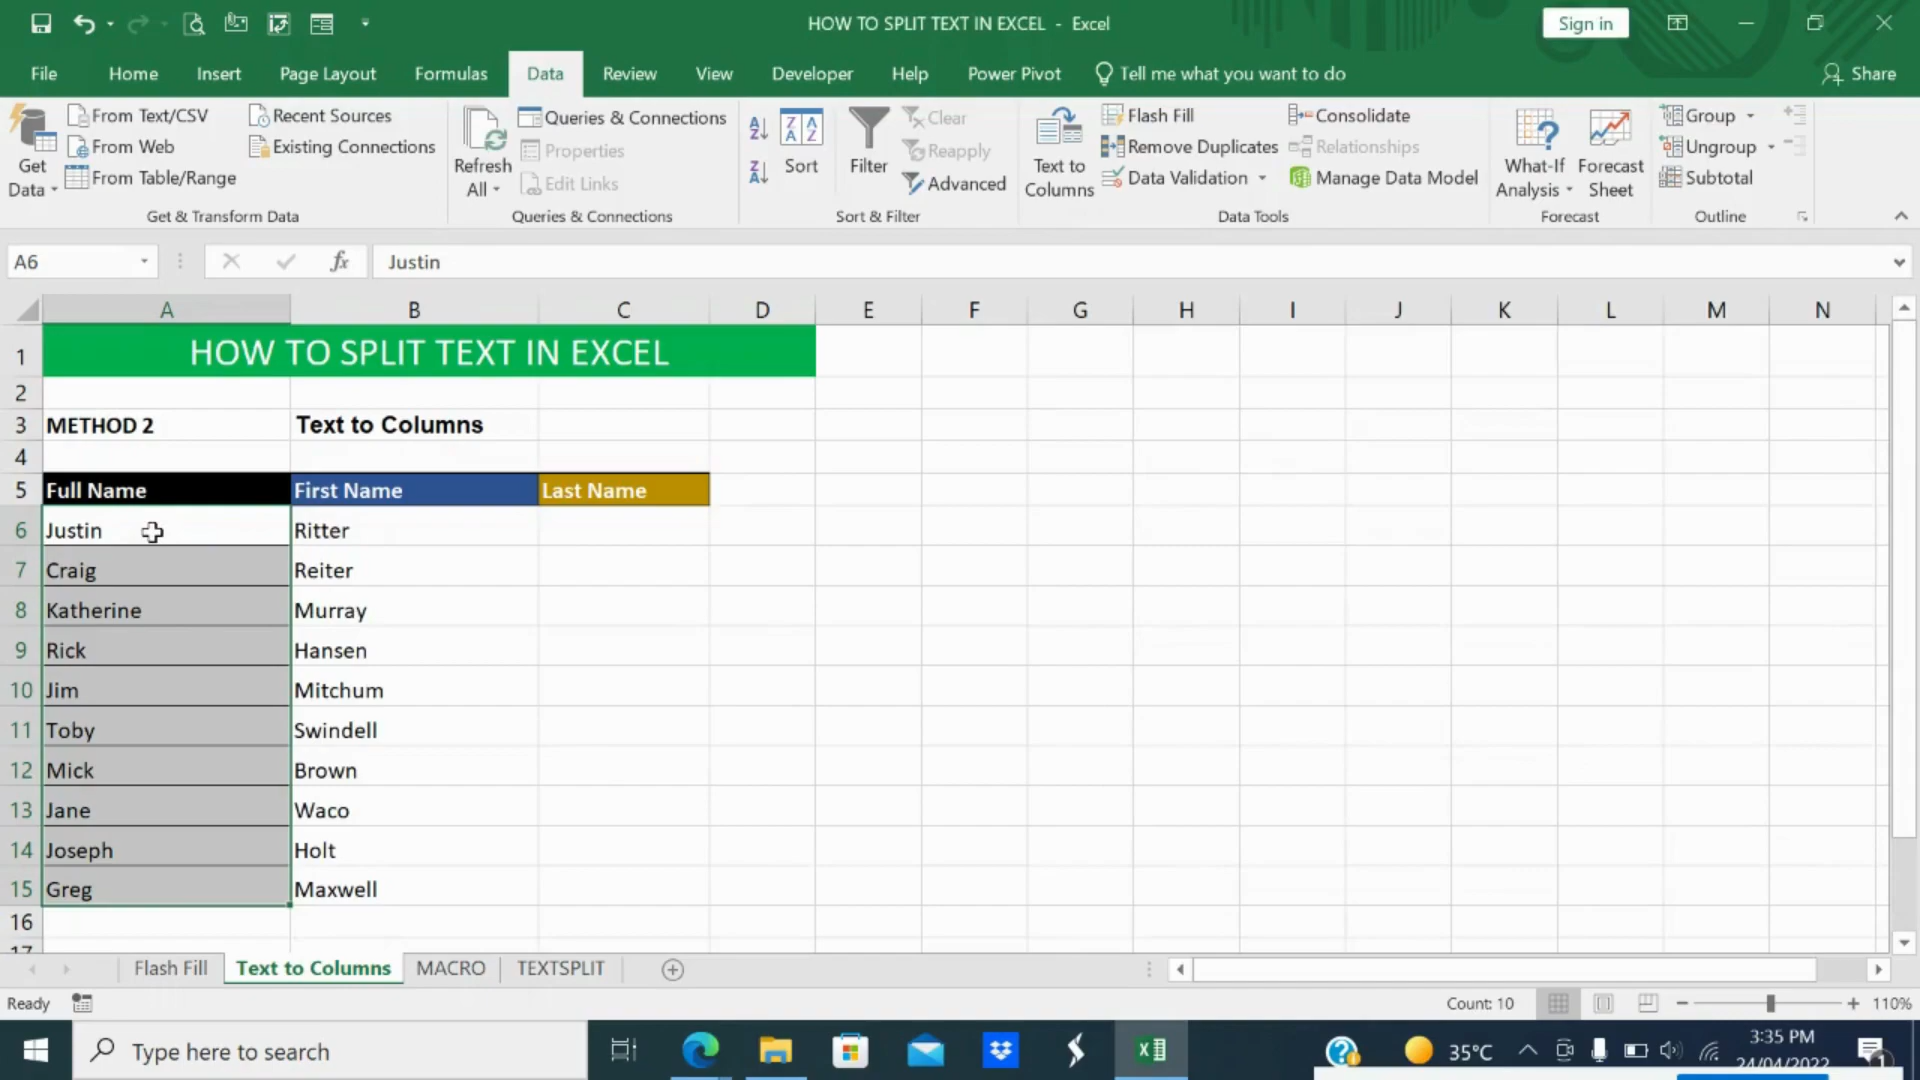 HOW TO SPLIT TEXT IN EXCEL - Excel
Sign in
File Home Insert Page Layout Formulas Data Review View Developer Help Power Pivot Tell me what you want to do Share
Get Data
From Text/CSV
From Web
From Table/Range
Recent Sources
Existing Connections
Get & Transform Data
Refresh All
Queries & Connections
Properties
Edit Links
Queries & Connections
Sort
Filter
Clear
Reapply
Advanced
Sort & Filter
Text to Columns
Flash Fill
Remove Duplicates
Data Validation
Consolidate
Relationships
Manage Data Model
Data Tools
What-If Analysis
Forecast Sheet
Forecast
Group
Ungroup
Subtotal
Outline
A6 fx Justin
A B C D E F G H I J K L M N
1 HOW TO SPLIT TEXT IN EXCEL
2
3 METHOD 2 Text to Columns
4
5 Full Name First Name Last Name
6 Justin Ritter
7 Craig Reiter
8 Katherine Murray
9 Rick Hansen
10 Jim Mitchum
11 Toby Swindell
12 Mick Brown
13 Jane Waco
14 Joseph Holt
15 Greg Maxwell
16
17
Flash Fill Text to Columns MACRO TEXTSPLIT
Ready Count: 10 110%
Type here to search 35°C 3:35 PM
24/04/2022